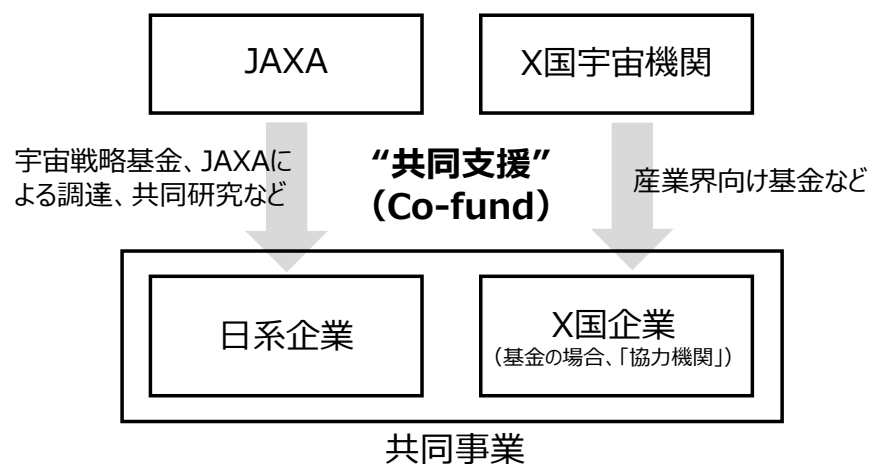 JAXA
X国宇宙機関
宇宙戦略基金、JAXAに
よる調達、共同研究など
“共同支援”
(Co-fund)
産業界向け基金など
日系企業
X国企業
(基金の場合、「協力機関」)
共同事業